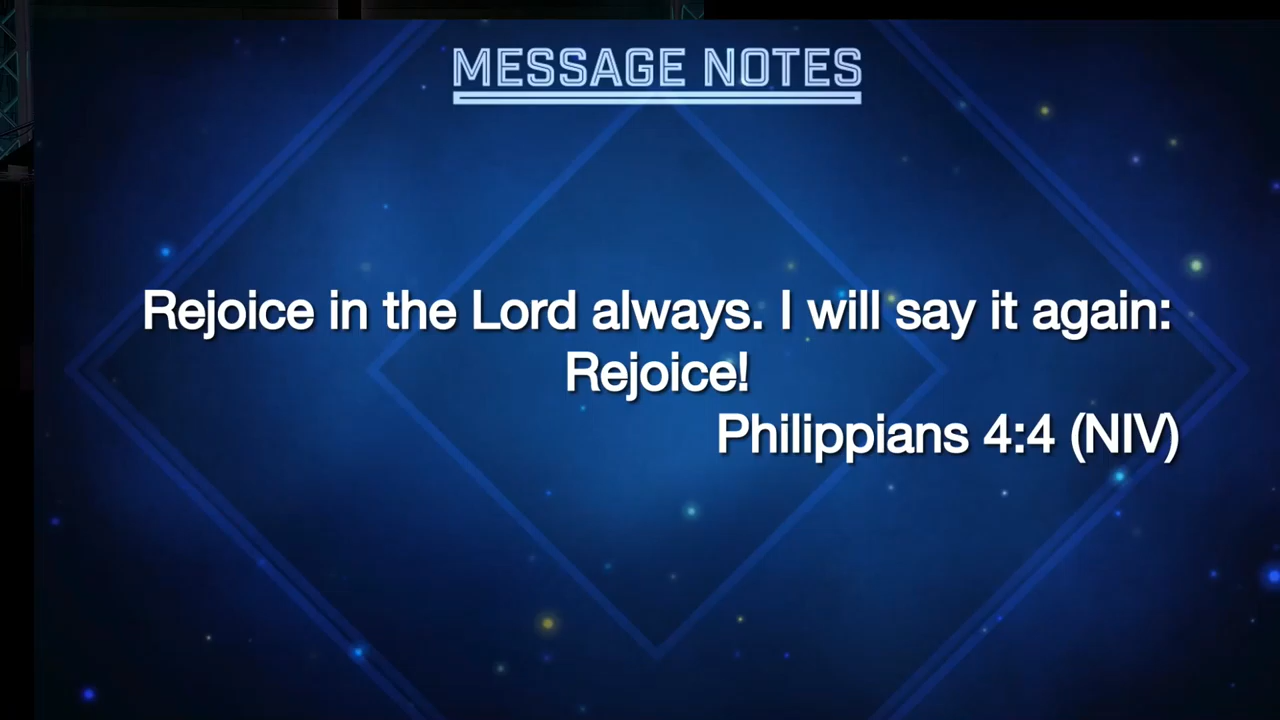 MESSAGE NOTES
Rejoice in the Lord always. I will say it again:
Rejoice!
Philippians 4:4 (NIV)